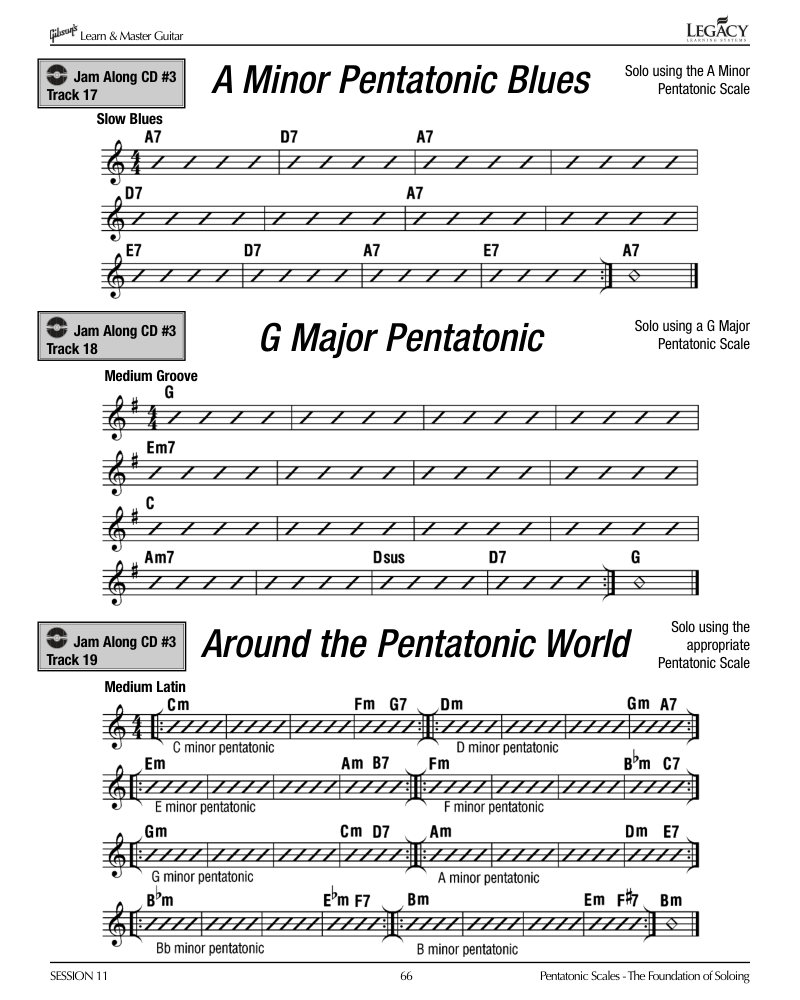 Gibson's Learn & Master Guitar
LEGACY
LEARNING SYSTEMS
Jam Along CD #3
Track 17
A Minor Pentatonic Blues
Solo using the A Minor
Pentatonic Scale
Slow Blues
A7 D7 A7
4/4
D7 A7
E7 D7 A7 E7 A7
Jam Along CD #3
Track 18
G Major Pentatonic
Solo using a G Major
Pentatonic Scale
Medium Groove
G
4/4
Em7
C
Am7 Dsus D7 G
Jam Along CD #3
Track 19
Around the Pentatonic World
Solo using the
appropriate
Pentatonic Scale
Medium Latin
Cm Fm G7 Dm Gm A7
4/4
C minor pentatonic D minor pentatonic
Em Am B7 Fm B♭m C7
E minor pentatonic F minor pentatonic
Gm Cm D7 Am Dm E7
G minor pentatonic A minor pentatonic
B♭m E♭m F7 Bm Em F♯7 Bm
Bb minor pentatonic B minor pentatonic
SESSION 11 66 Pentatonic Scales - The Foundation of Soloing